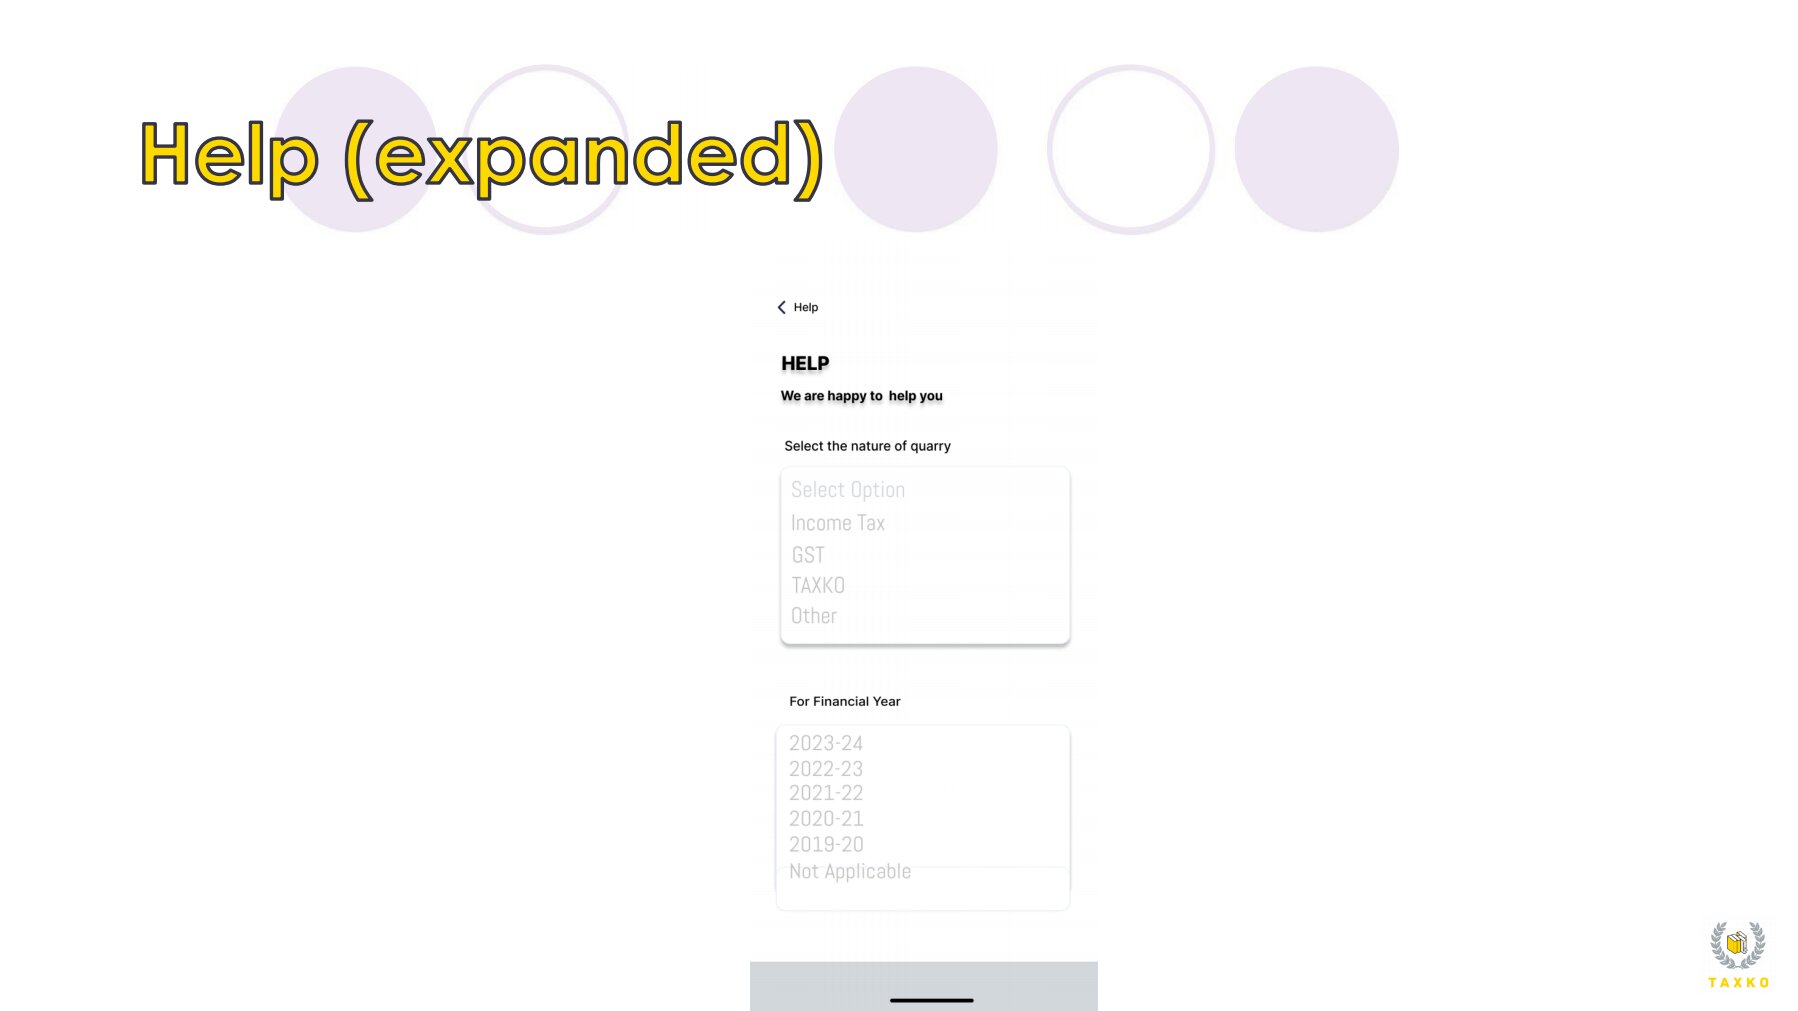 Help (expanded)
Help
HELP
We are happy to help you
Select the nature of quarry
Select Option
Income Tax
GST
TAXKO
Other
For Financial Year
2023-24
2022-23
2021-22
2020-21
2019-20
Not Applicable
TAXKO